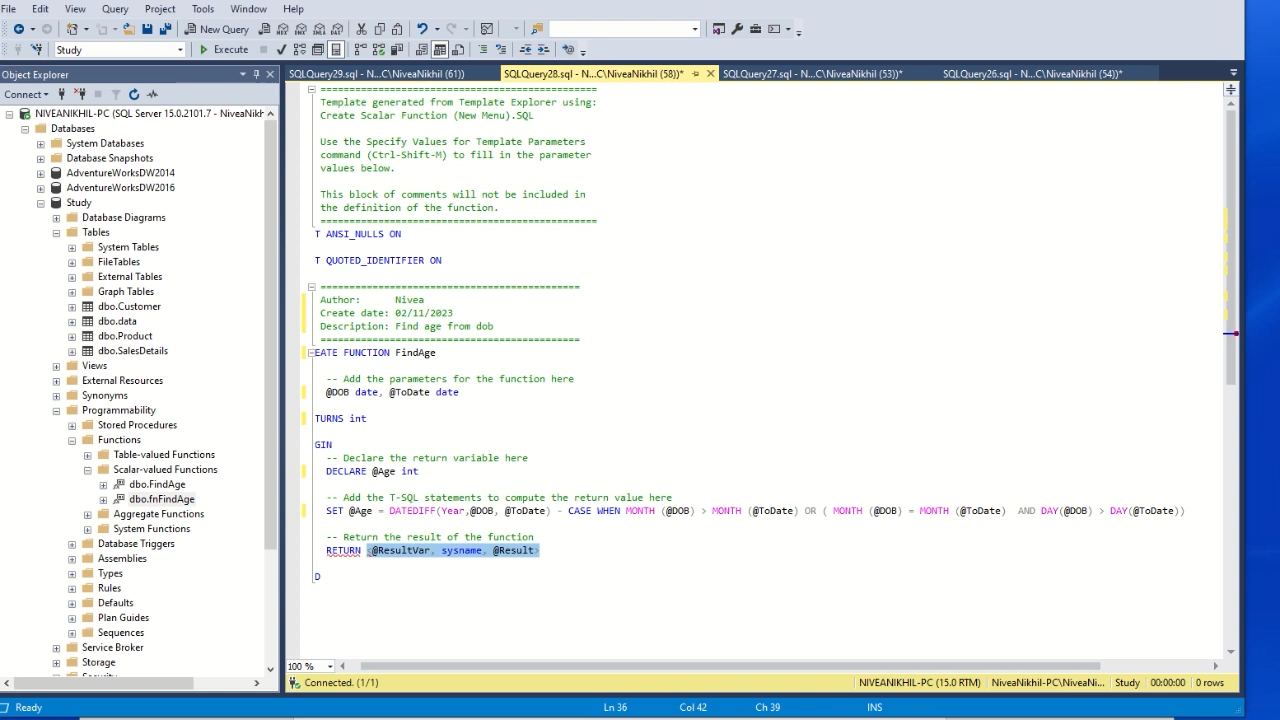 File Edit View Query Project Tools Window Help
New Query
Study Execute
Object Explorer
SQLQuery29.sql - N...C\NiveaNikhil (61))
SQLQuery28.sql - N...C\NiveaNikhil (58))*
SQLQuery27.sql - N...C\NiveaNikhil (53))*
SQLQuery26.sql - N...C\NiveaNikhil (54))*
Connect
NIVEANIKHIL-PC (SQL Server 15.0.2101.7 - NiveaNikh
Databases
System Databases
Database Snapshots
AdventureWorksDW2014
AdventureWorksDW2016
Study
Database Diagrams
Tables
System Tables
FileTables
External Tables
Graph Tables
dbo.Customer
dbo.data
dbo.Product
dbo.SalesDetails
Views
External Resources
Synonyms
Programmability
Stored Procedures
Functions
Table-valued Functions
Scalar-valued Functions
dbo.FindAge
dbo.fnFindAge
Aggregate Functions
System Functions
Database Triggers
Assemblies
Types
Rules
Defaults
Plan Guides
Sequences
Service Broker
Storage
================================================
Template generated from Template Explorer using:
Create Scalar Function (New Menu).SQL
Use the Specify Values for Template Parameters
command (Ctrl-Shift-M) to fill in the parameter
values below.
This block of comments will not be included in
the definition of the function.
================================================
T ANSI_NULLS ON
T QUOTED_IDENTIFIER ON
=============================================
Author: Nivea
Create date: 02/11/2023
Description: Find age from dob
=============================================
EATE FUNCTION FindAge
-- Add the parameters for the function here
@DOB date, @ToDate date
TURNS int
GIN
-- Declare the return variable here
DECLARE @Age int
-- Add the T-SQL statements to compute the return value here
SET @Age = DATEDIFF(Year,@DOB, @ToDate) - CASE WHEN MONTH (@DOB) > MONTH (@ToDate) OR ( MONTH (@DOB) = MONTH (@ToDate) AND DAY(@DOB) > DAY(@ToDate))
-- Return the result of the function
RETURN <@ResultVar, sysname, @Result>
D
100 %
Connected. (1/1)
NIVEANIKHIL-PC (15.0 RTM) NiveaNikhil-PC\NiveaNi... Study 00:00:00 0 rows
Ready Ln 36 Col 42 Ch 39 INS